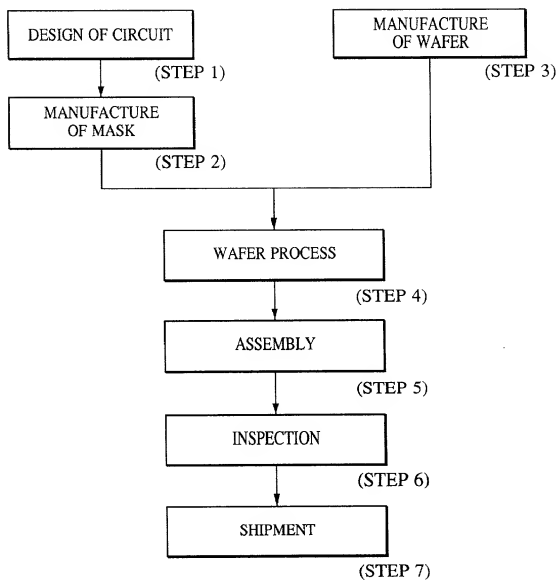 DESIGN OF CIRCUIT
(STEP 1)
MANUFACTURE
OF MASK
(STEP 2)
MANUFACTURE
OF WAFER
(STEP 3)
WAFER PROCESS
(STEP 4)
ASSEMBLY
(STEP 5)
INSPECTION
(STEP 6)
SHIPMENT
(STEP 7)